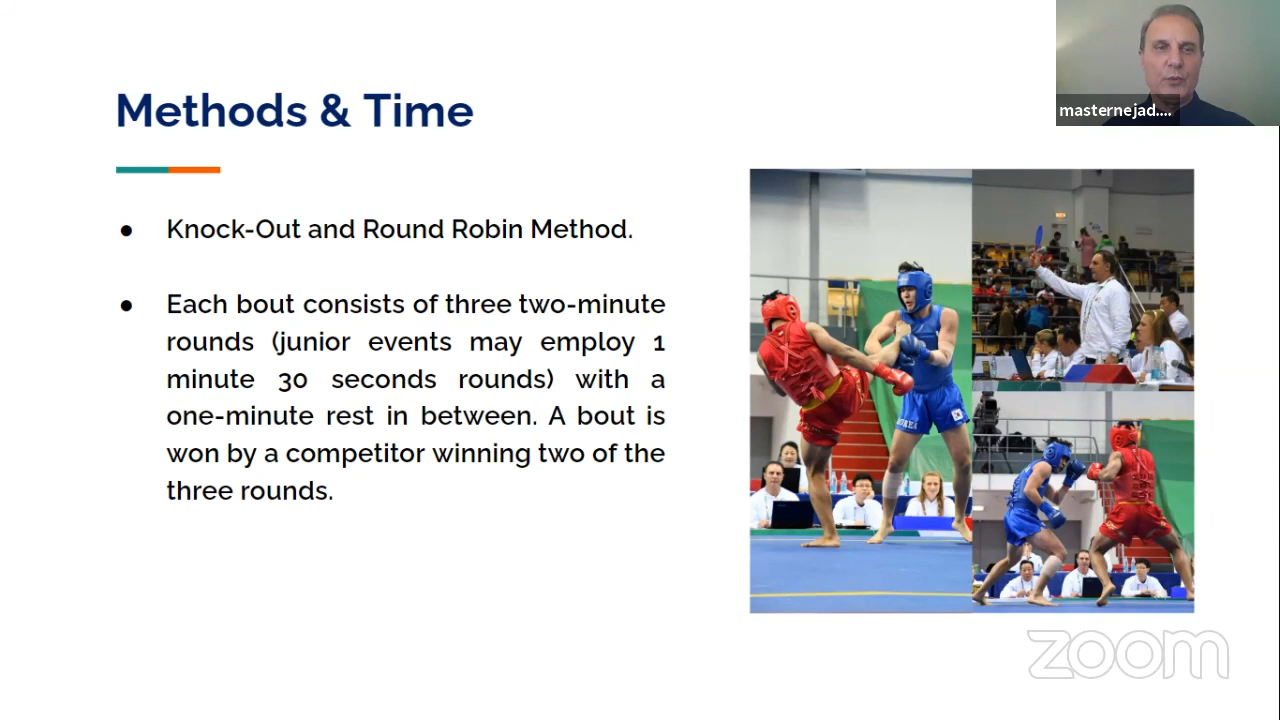 masternejad....
Methods & Time
● Knock-Out and Round Robin Method.
● Each bout consists of three two-minute
rounds (junior events may employ 1
minute 30 seconds rounds) with a
one-minute rest in between. A bout is
won by a competitor winning two of the
three rounds.
KOREA
zoom